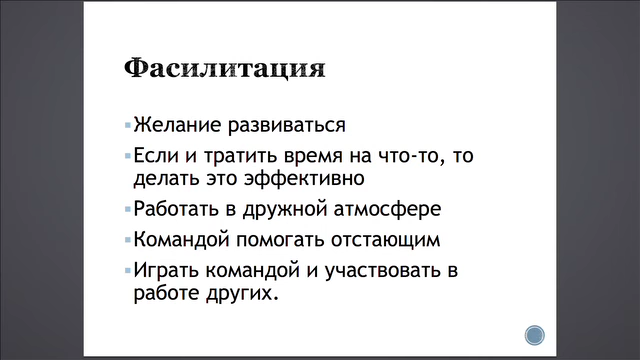 Фасилитация
Желание развиваться
Если и тратить время на что-то, то
делать это эффективно
Работать в дружной атмосфере
Командой помогать отстающим
Играть командой и участвовать в
работе других.